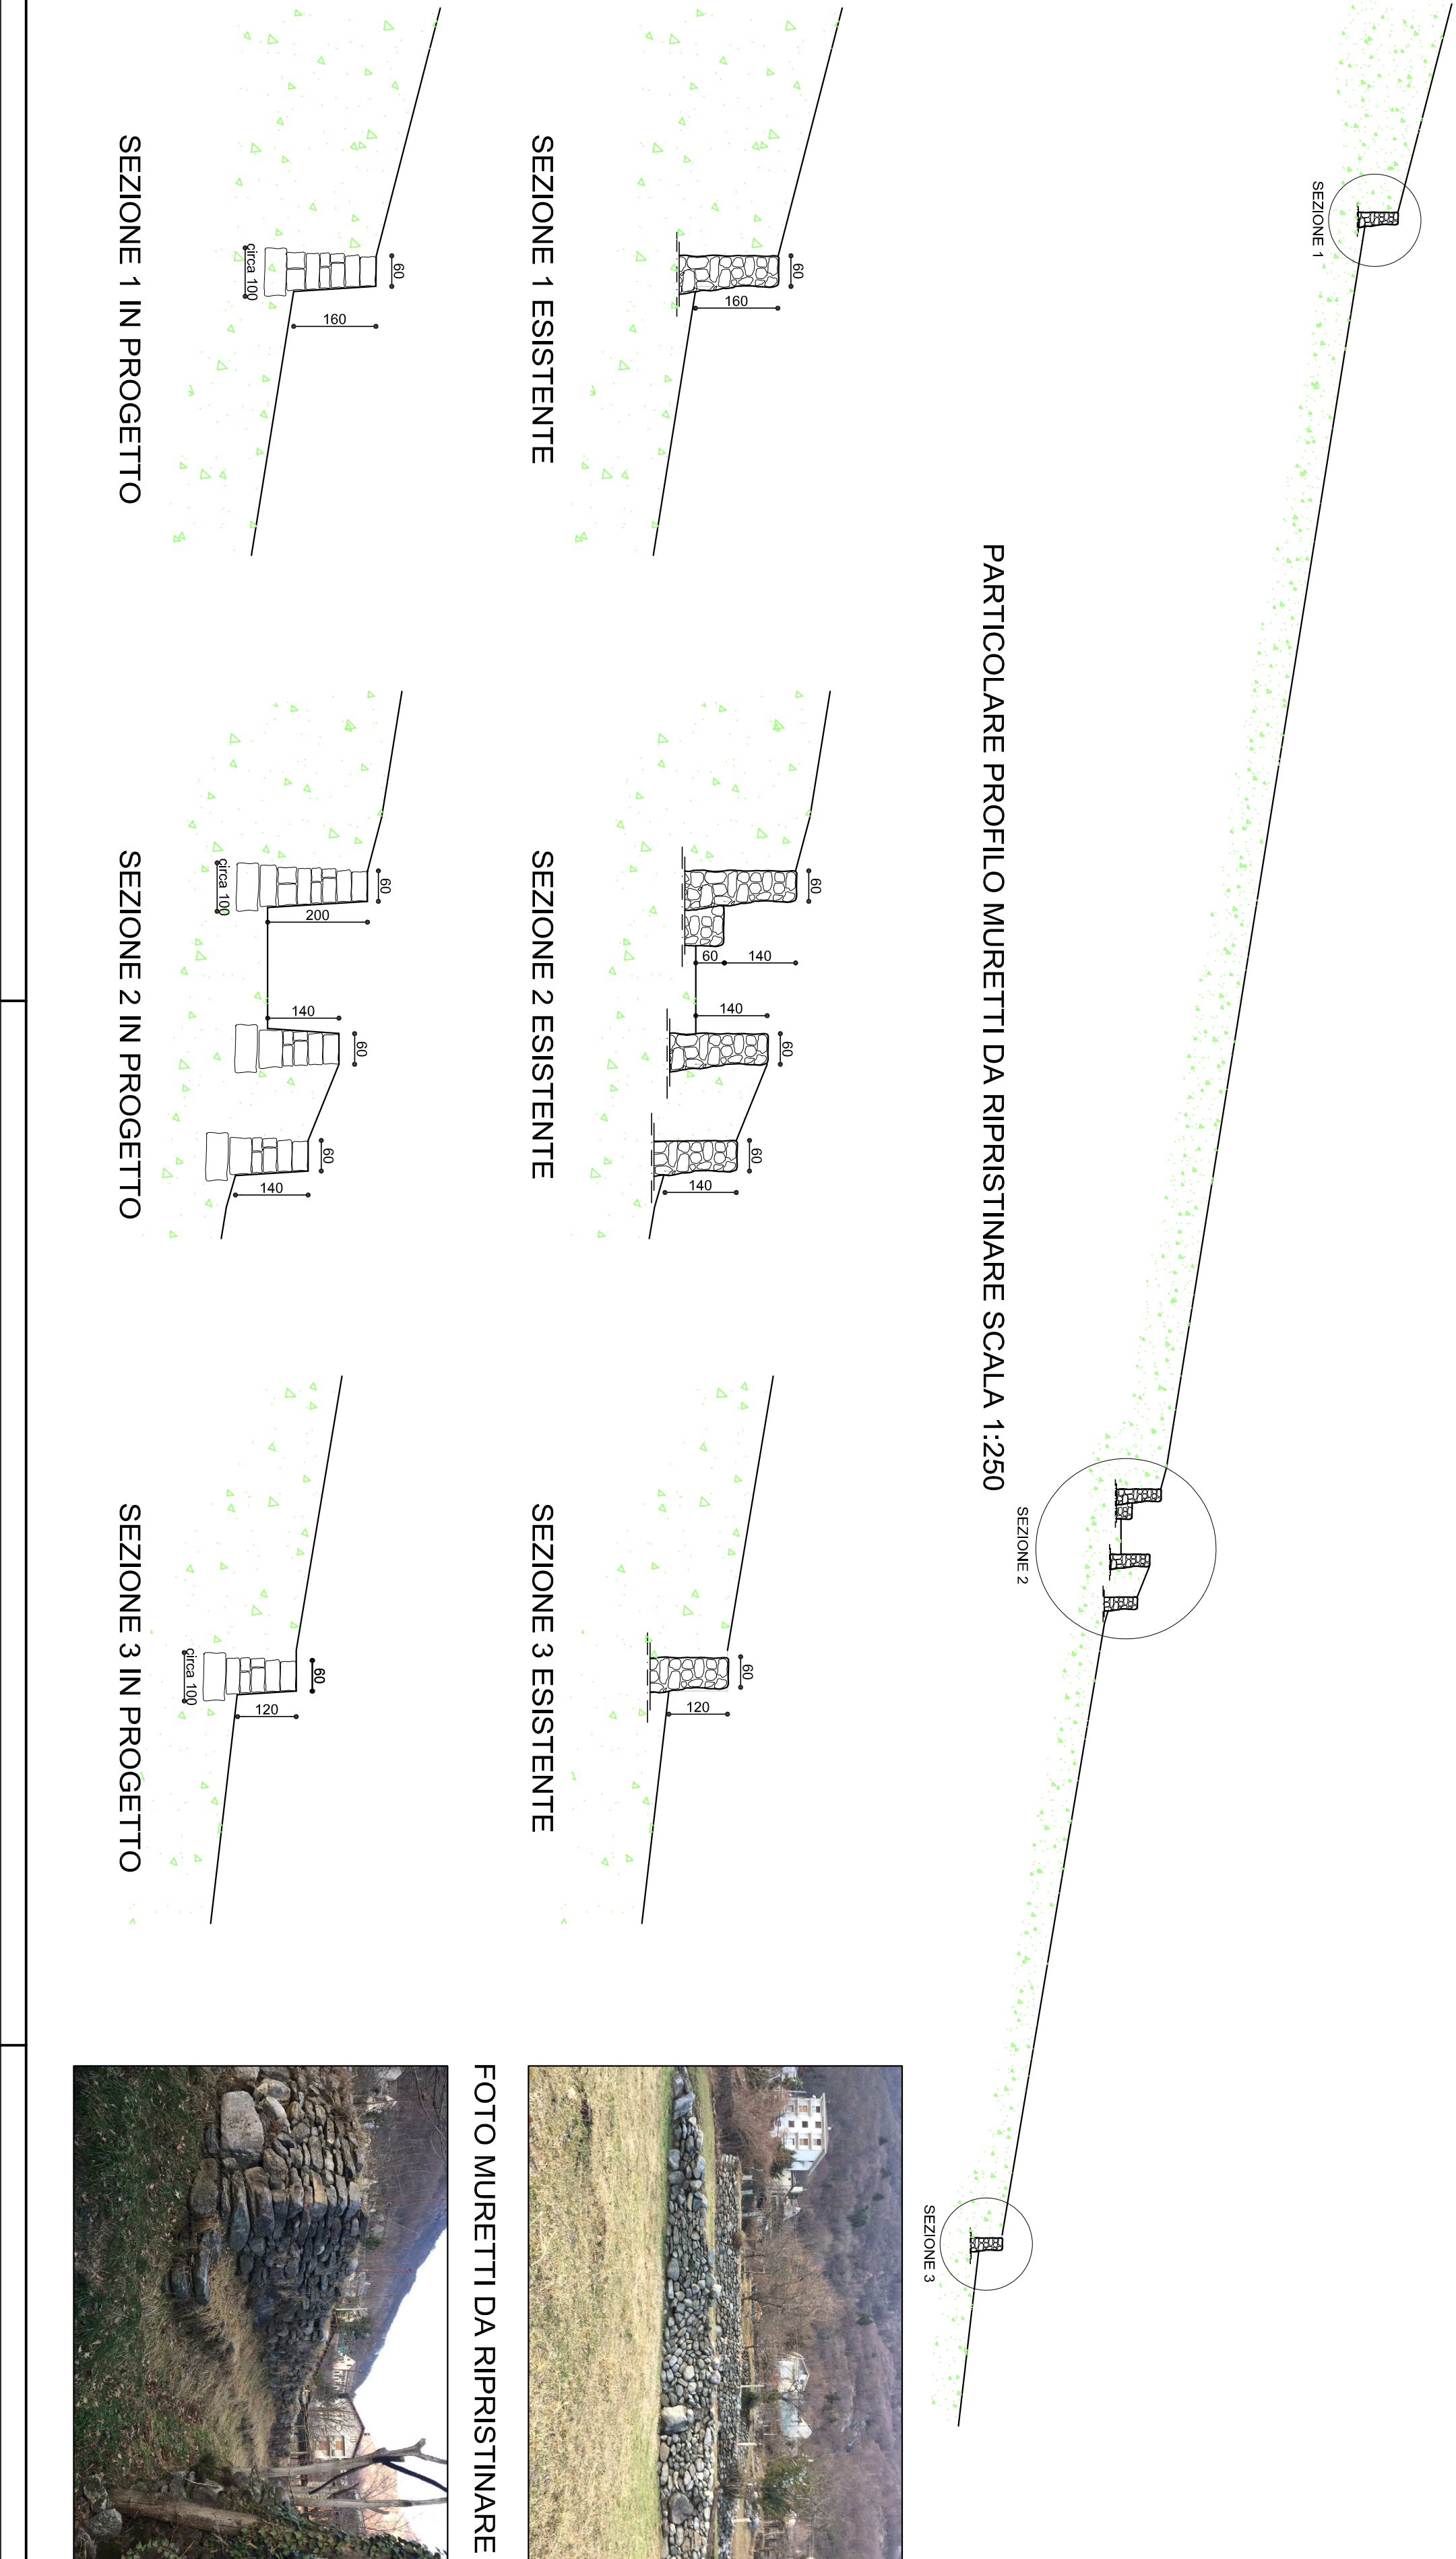 SEZIONE 1
SEZIONE 2
SEZIONE 3
PARTICOLARE PROFILO MURETTI DA RIPRISTINARE SCALA 1:250
60
160
SEZIONE 1 ESISTENTE
60
60
140
140
60
60
140
SEZIONE 2 ESISTENTE
60
120
SEZIONE 3 ESISTENTE
60
160
circa 100
SEZIONE 1 IN PROGETTO
60
200
circa 100
140
60
60
140
SEZIONE 2 IN PROGETTO
60
120
circa 100
SEZIONE 3 IN PROGETTO
FOTO MURETTI DA RIPRISTINARE